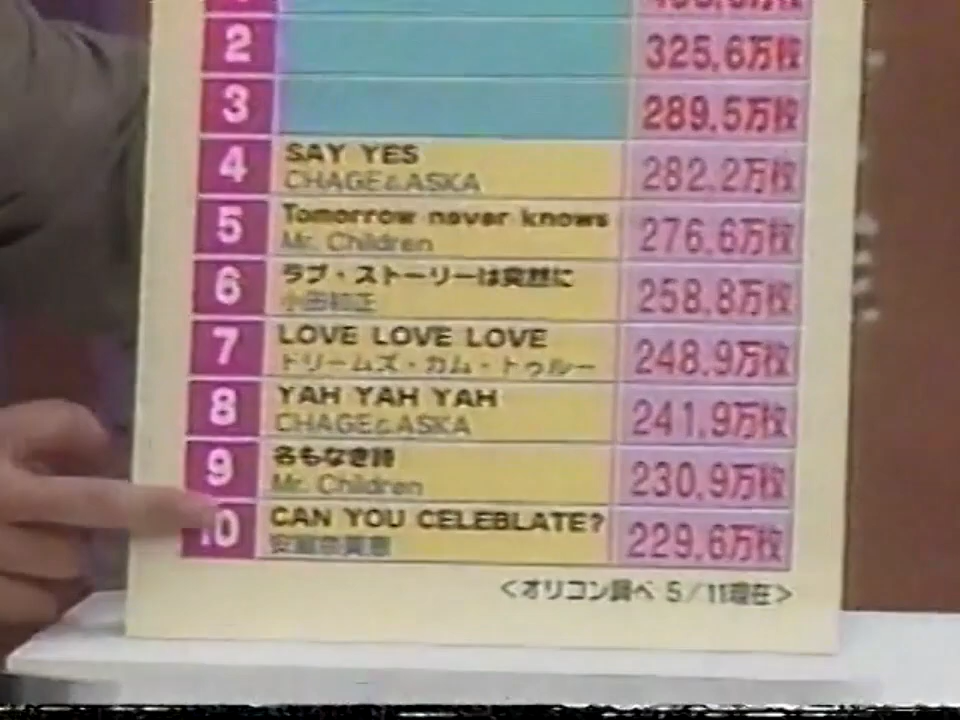 2 325.6万枚
3 289.5万枚
4 SAY YES 282.2万枚
CHAGE&ASKA
5 Tomorrow never knows 276.6万枚
Mr. Children
6 ラブ・ストーリーは突然に 258.8万枚
小田和正
7 LOVE LOVE LOVE 248.9万枚
ドリームズ・カム・トゥルー
8 YAH YAH YAH 241.9万枚
CHAGE&ASKA
9 名もなき詩 230.9万枚
Mr. Children
10 CAN YOU CELEBLATE? 229.6万枚
安室奈美恵
<オリコン調べ 5/11現在>